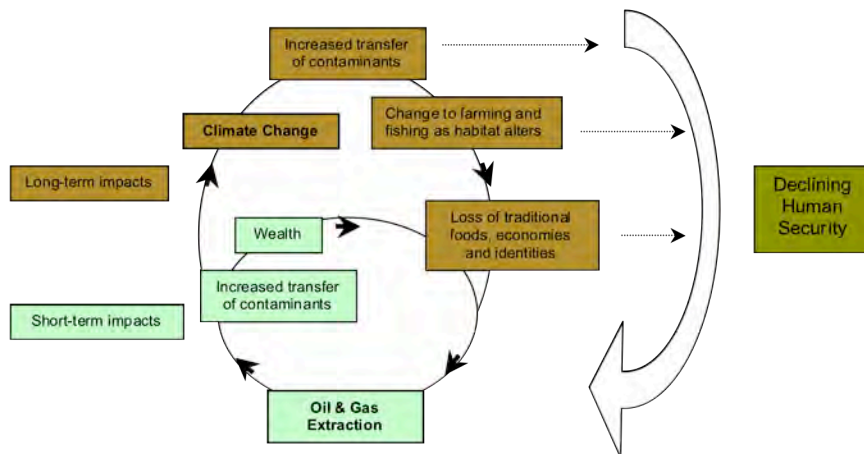 Increased transfer
of contaminants
Climate Change
Change to farming and
fishing as habitat alters
Long-term impacts
Declining
Human
Security
Wealth
Loss of traditional
foods, economies
and identities
Increased transfer
of contaminants
Short-term impacts
Oil & Gas
Extraction